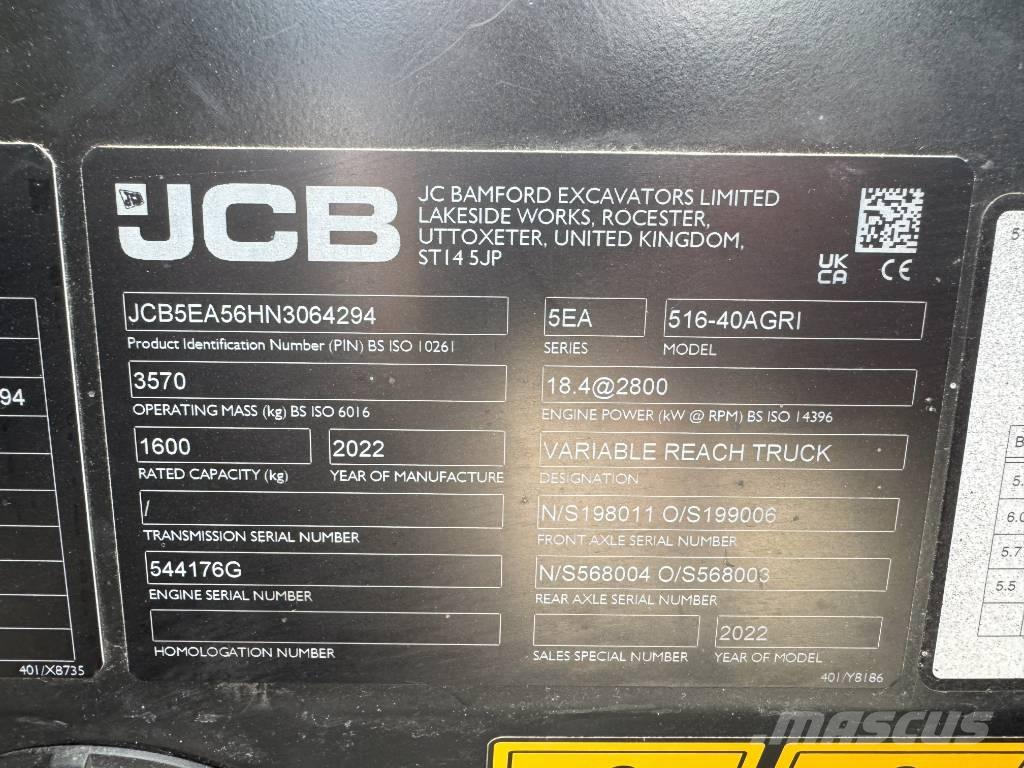 JCB
JC BAMFORD EXCAVATORS LIMITED
LAKESIDE WORKS, ROCESTER,
UTTOXETER, UNITED KINGDOM,
ST14 5JP
UK
CA
CE
JCB5EA56HN3064294
Product Identification Number (PIN) BS ISO 10261
5EA
SERIES
516-40AGRI
MODEL
3570
OPERATING MASS (kg) BS ISO 6016
18.4@2800
ENGINE POWER (kW @ RPM) BS ISO 14396
1600
RATED CAPACITY (kg)
2022
YEAR OF MANUFACTURE
VARIABLE REACH TRUCK
DESIGNATION
/
TRANSMISSION SERIAL NUMBER
N/S198011 O/S199006
FRONT AXLE SERIAL NUMBER
544176G
ENGINE SERIAL NUMBER
N/S568004 O/S568003
REAR AXLE SERIAL NUMBER
HOMOLOGATION NUMBER
SALES SPECIAL NUMBER
2022
YEAR OF MODEL
401/Y8186
94
401/X8735
5.7
5.5
MASCUS